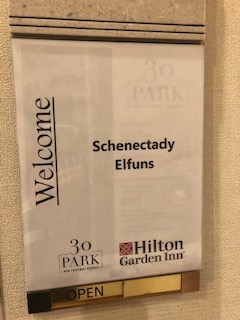 Welcome
30
PARK
Schenectady
Elfuns
30
PARK
Hilton
Garden Inn
OPEN